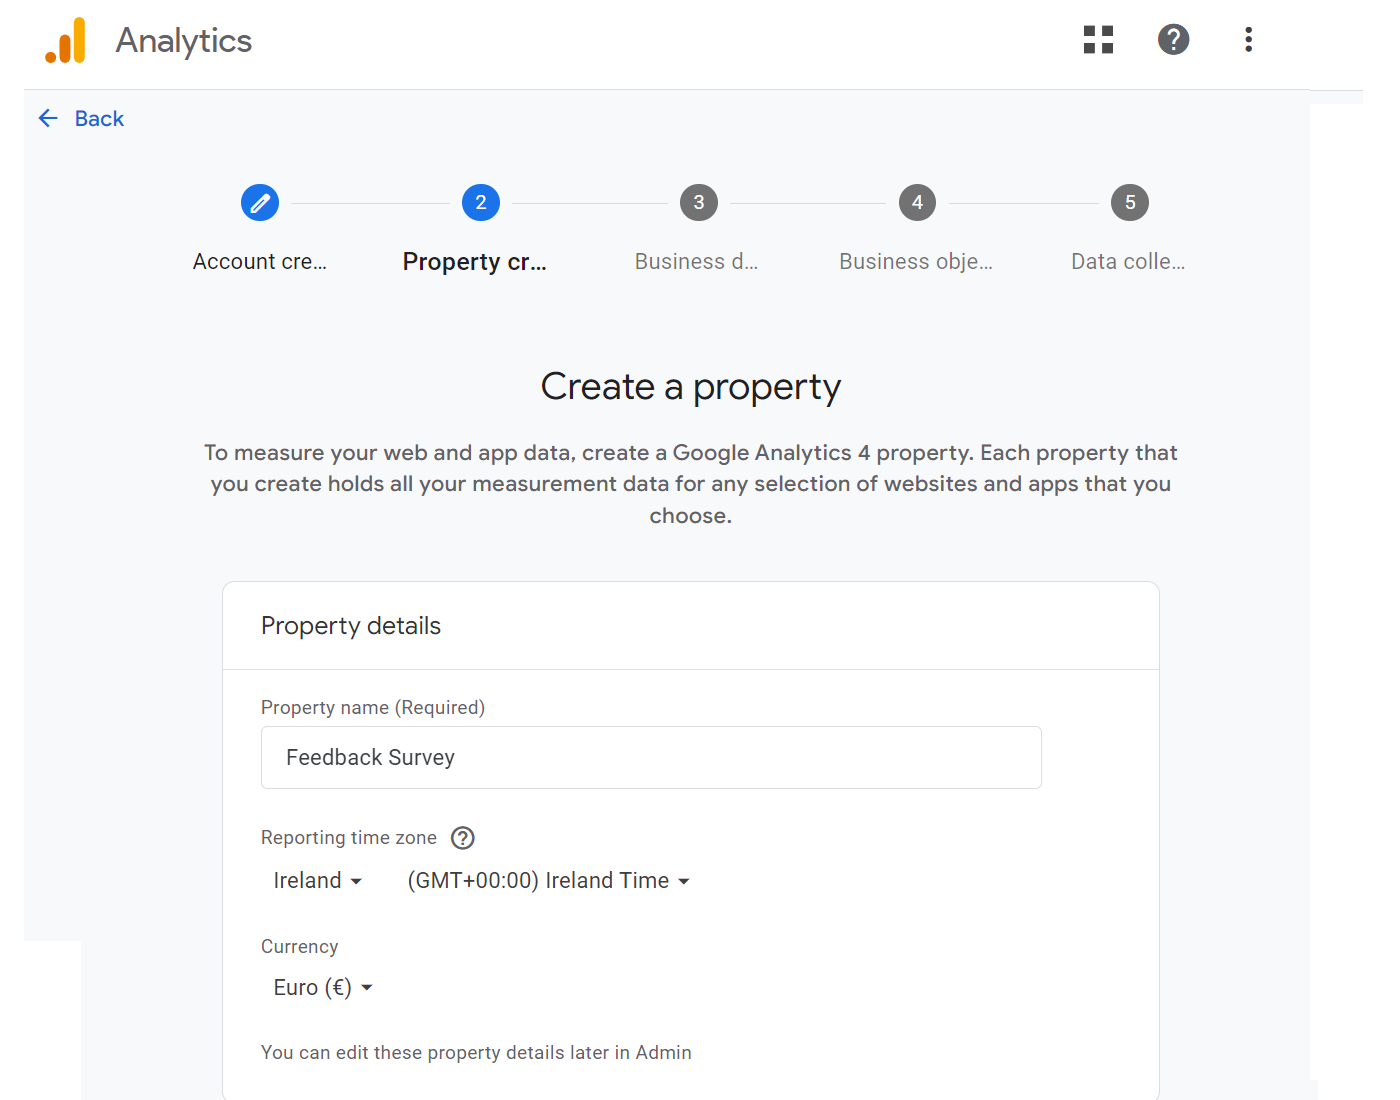 Analytics
Back
2
3
4
5
Account cre...
Property cr...
Business d...
Business obje...
Data colle...
Create a property
To measure your web and app data, create a Google Analytics 4 property. Each property that
you create holds all your measurement data for any selection of websites and apps that you
choose.
Property details
Property name (Required)
Feedback Survey
Reporting time zone
Ireland
(GMT+00:00) Ireland Time
Currency
Euro (€)
You can edit these property details later in Admin